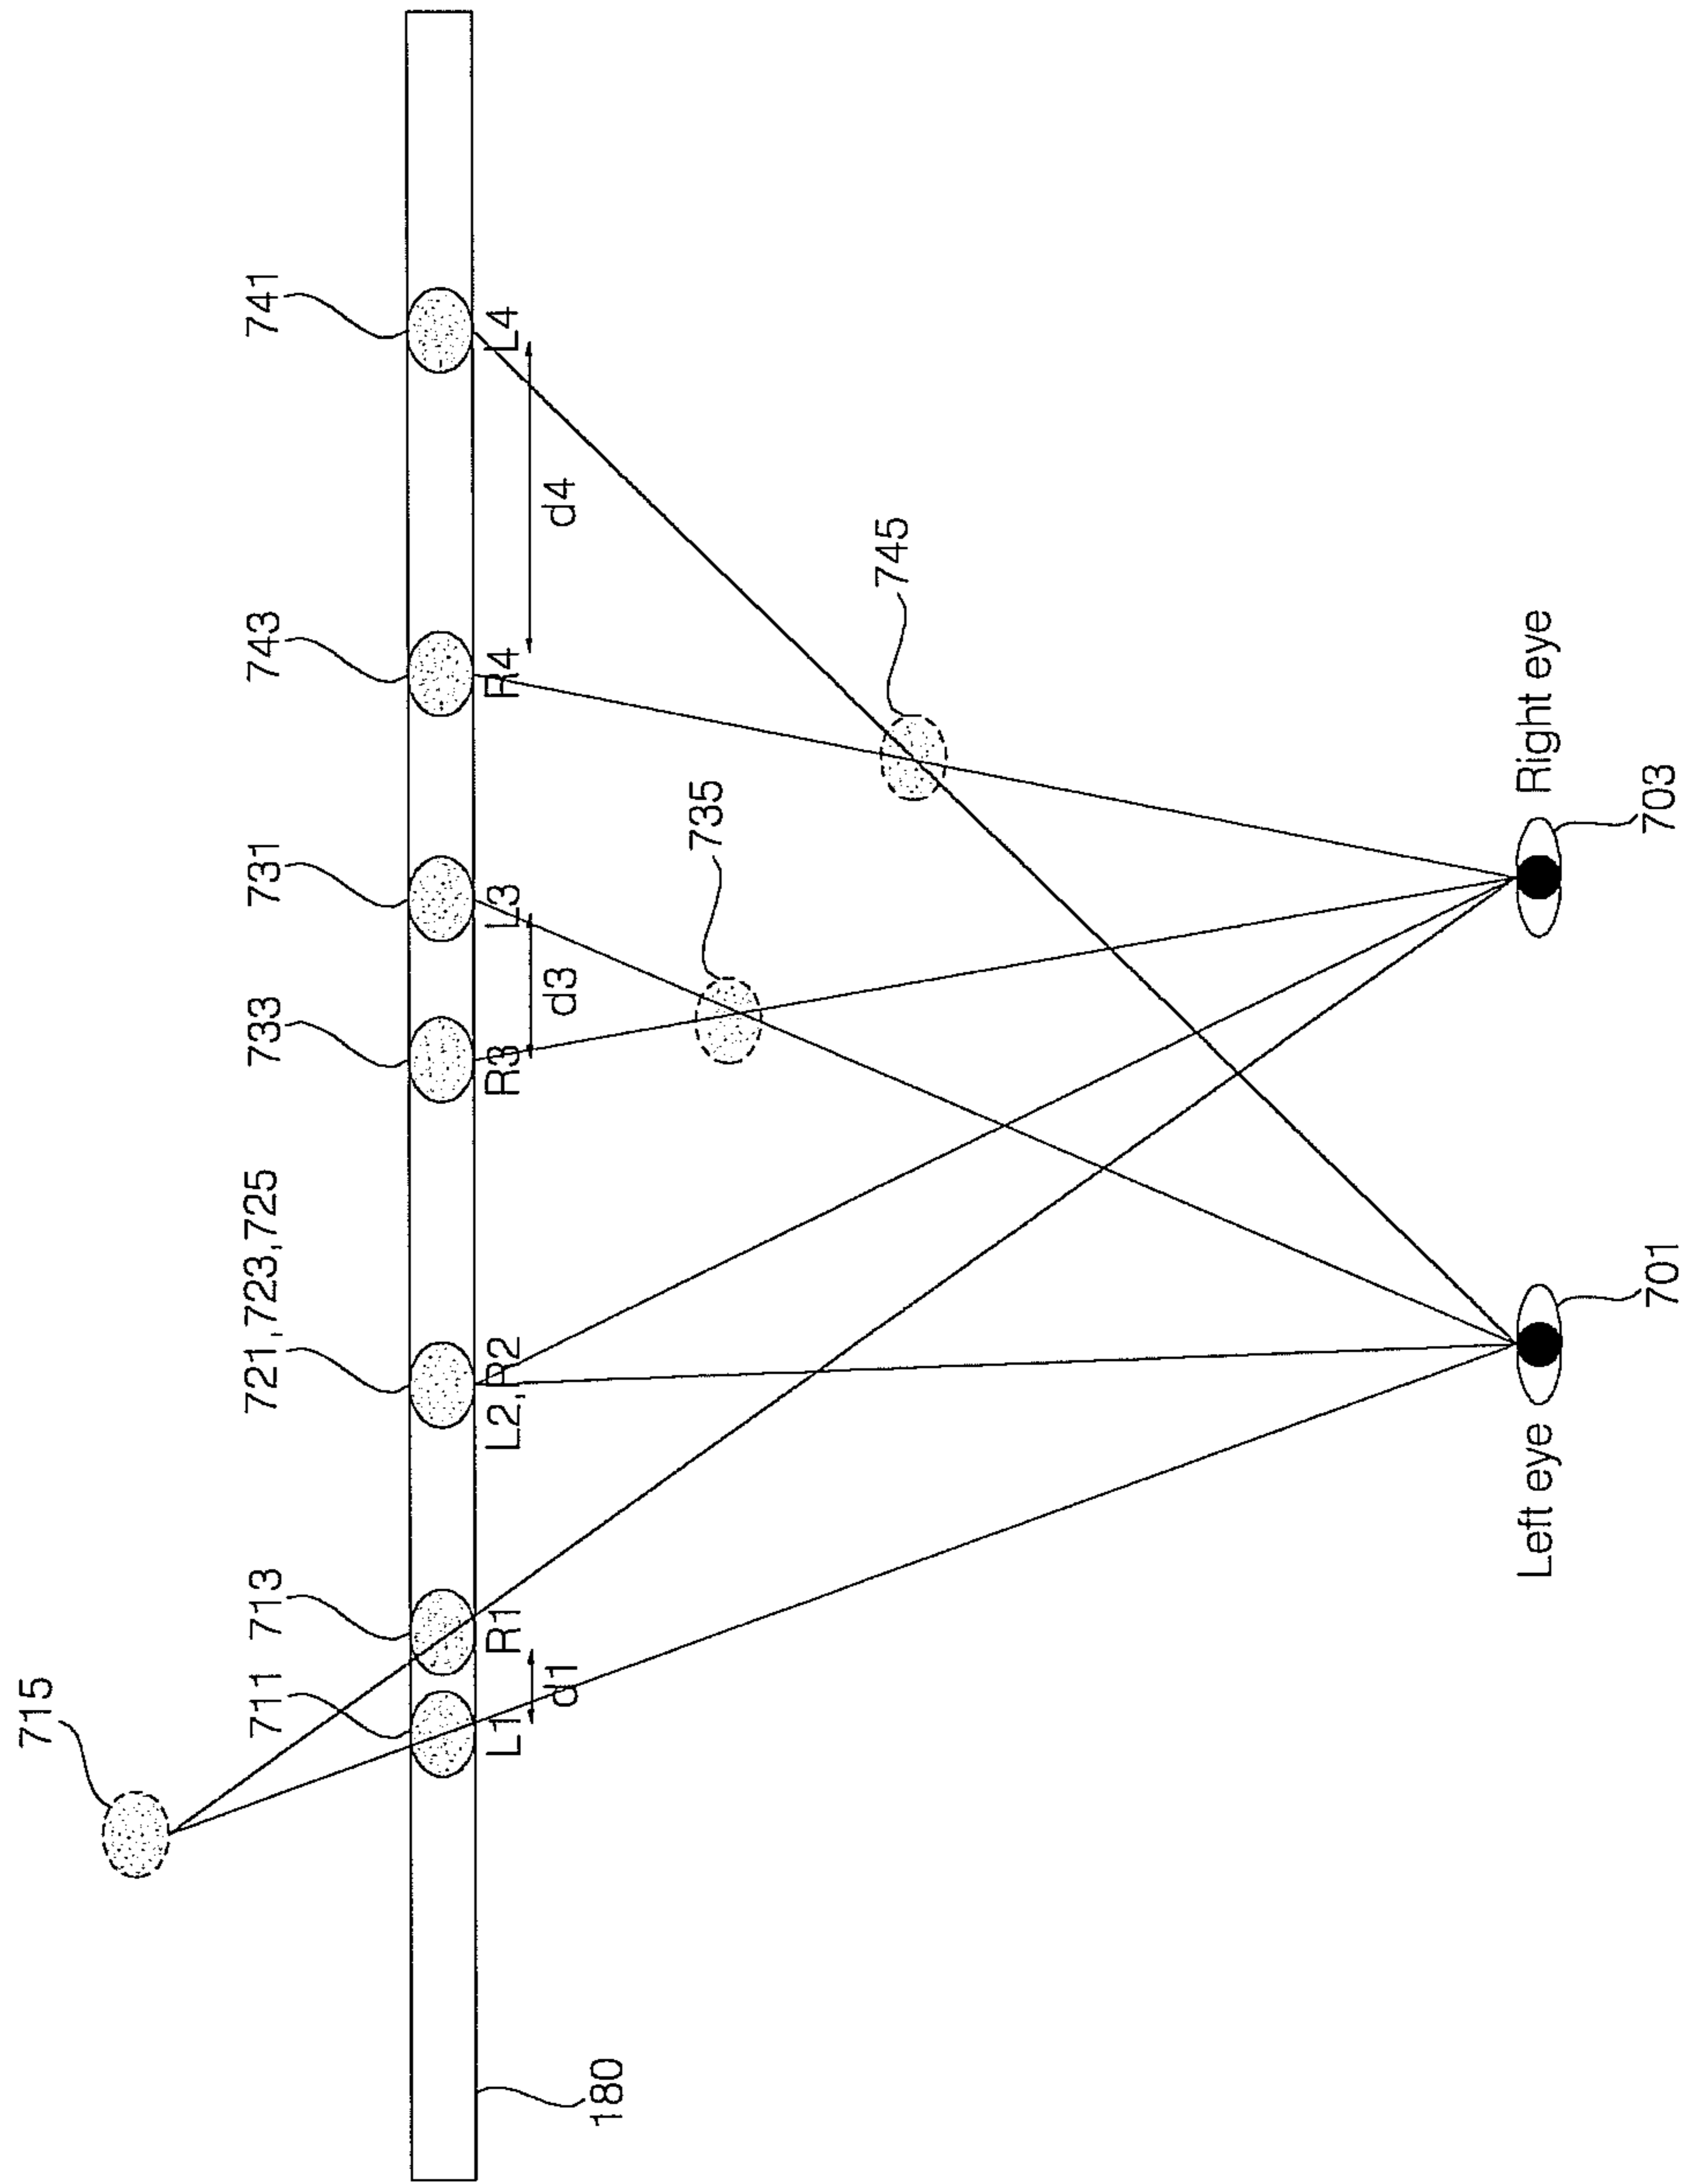 715
711
713
721,723,725
733
731
743
741
L1
R1
L2,R2
R3
L3
R4
L4
d1
d3
d4
735
745
180
Left eye
Right eye
701
703